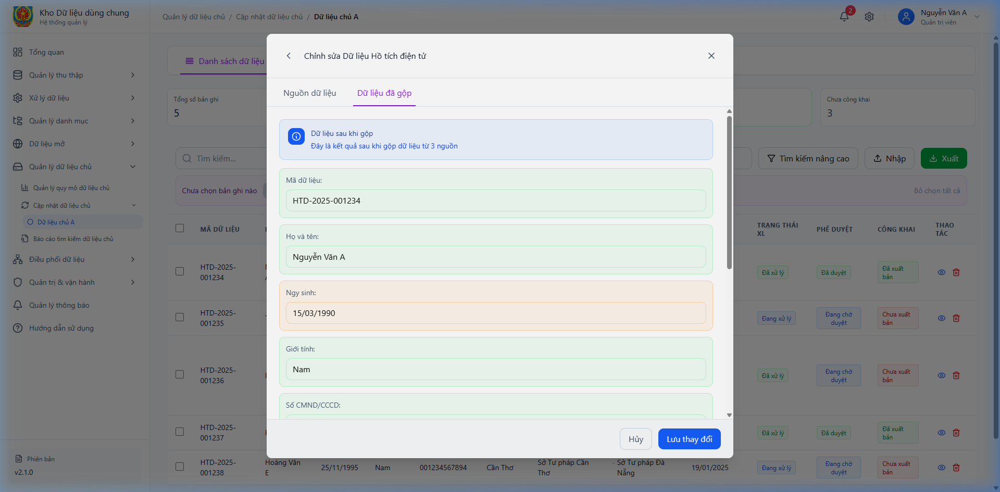 Kho Dữ liệu dùng chung
Hệ thống quản lý
Quản lý dữ liệu chủ / Cập nhật dữ liệu chủ / Dữ liệu chủ A
2
Nguyễn Văn A
Quản trị viên
Tổng quan
Quản lý thu thập
Xử lý dữ liệu
Quản lý danh mục
Dữ liệu mở
Quản lý dữ liệu chủ
Quản lý quy mô dữ liệu chủ
Cập nhật dữ liệu chủ
Dữ liệu chủ A
Báo cáo tìm kiếm dữ liệu chủ
Điều phối dữ liệu
Quản trị & vận hành
Quản lý thông báo
Hướng dẫn sử dụng
Phiên bản
v2.1.0
Danh sách dữ liệu
Tổng số bản ghi
5
Chưa công khai
3
Tìm kiếm...
Tìm kiếm nâng cao
Nhập
Xuất
Chưa chọn bản ghi nào
Bỏ chọn tất cả
MÃ DỮ LIỆU
TRẠNG THÁI XL
PHÊ DUYỆT
CÔNG KHAI
THAO TÁC
HTD-2025-001234
Đã xử lý
Đã duyệt
Đã xuất bản
HTD-2025-001235
Đang xử lý
Đang chờ duyệt
Chưa xuất bản
HTD-2025-001236
Đã xử lý
Đang chờ duyệt
Chưa xuất bản
HTD-2025-001237
Đã xử lý
Đã duyệt
Đã xuất bản
HTD-2025-001238
Hoàng Văn E
25/11/1995
Nam
001234567894
Cần Thơ
Sở Tư pháp Cần Thơ
- Sở Tư pháp Đà Nẵng
19/01/2025
Đang xử lý
Đang chờ duyệt
Chưa xuất bản
Chỉnh sửa Dữ liệu Hồ tịch điện tử
Nguồn dữ liệu
Dữ liệu đã gộp
Dữ liệu sau khi gộp
Đây là kết quả sau khi gộp dữ liệu từ 3 nguồn
Mã dữ liệu:
HTD-2025-001234
Họ và tên:
Nguyễn Văn A
Ngy sinh:
15/03/1990
Giới tính:
Nam
Số CMND/CCCD:
Hủy
Lưu thay đổi